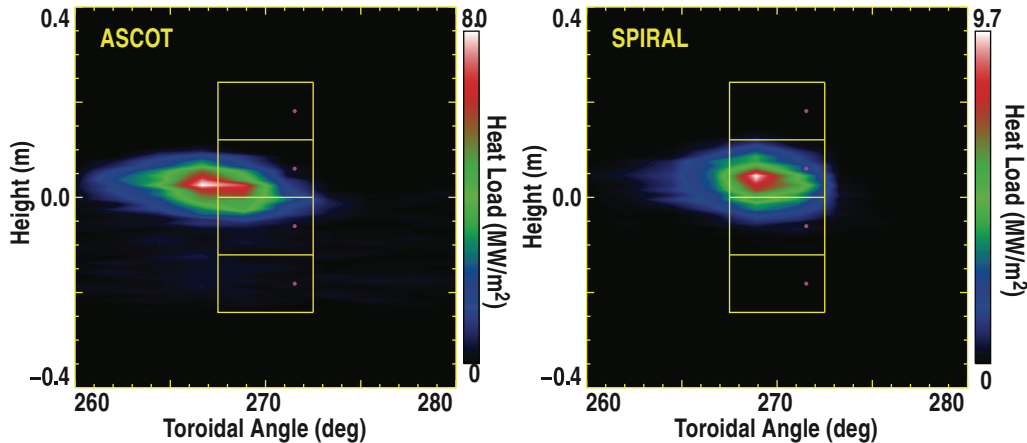 ASCOT
0.4
0.0
−0.4
Height (m)
260
270
280
Toroidal Angle (deg)
8.0
0
Heat Load (MW/m²)
SPIRAL
0.4
0.0
−0.4
Height (m)
260
270
280
Toroidal Angle (deg)
9.7
0
Heat Load (MW/m²)